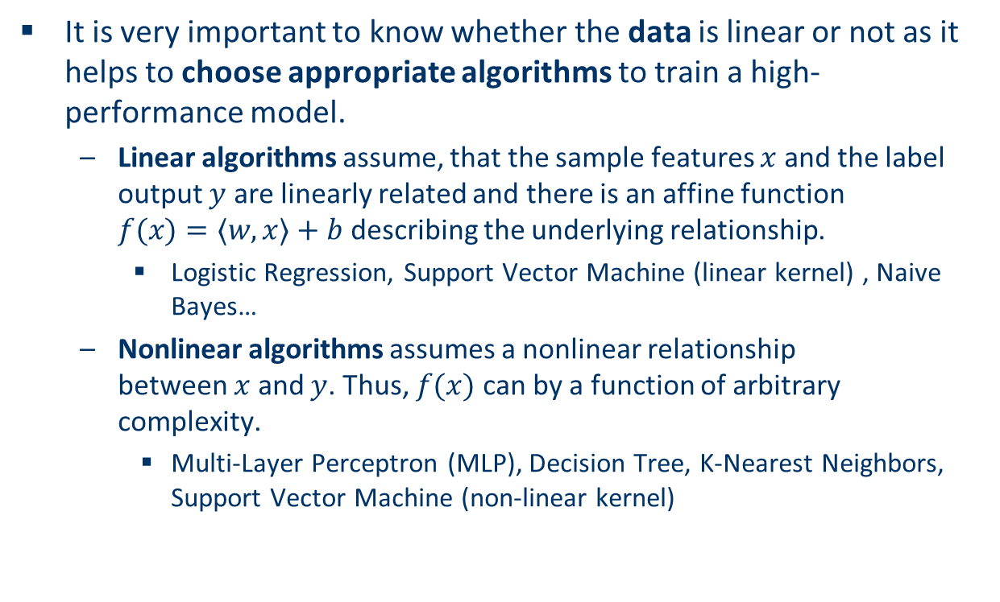 ▪ It is very important to know whether the data is linear or not as it
helps to choose appropriate algorithms to train a high-
performance model.
– Linear algorithms assume, that the sample features x and the label
output y are linearly related and there is an affine function
f(x) = ⟨w, x⟩ + b describing the underlying relationship.
▪ Logistic Regression, Support Vector Machine (linear kernel) , Naive
Bayes…
– Nonlinear algorithms assumes a nonlinear relationship
between x and y. Thus, f(x) can by a function of arbitrary
complexity.
▪ Multi-Layer Perceptron (MLP), Decision Tree, K-Nearest Neighbors,
Support Vector Machine (non-linear kernel)